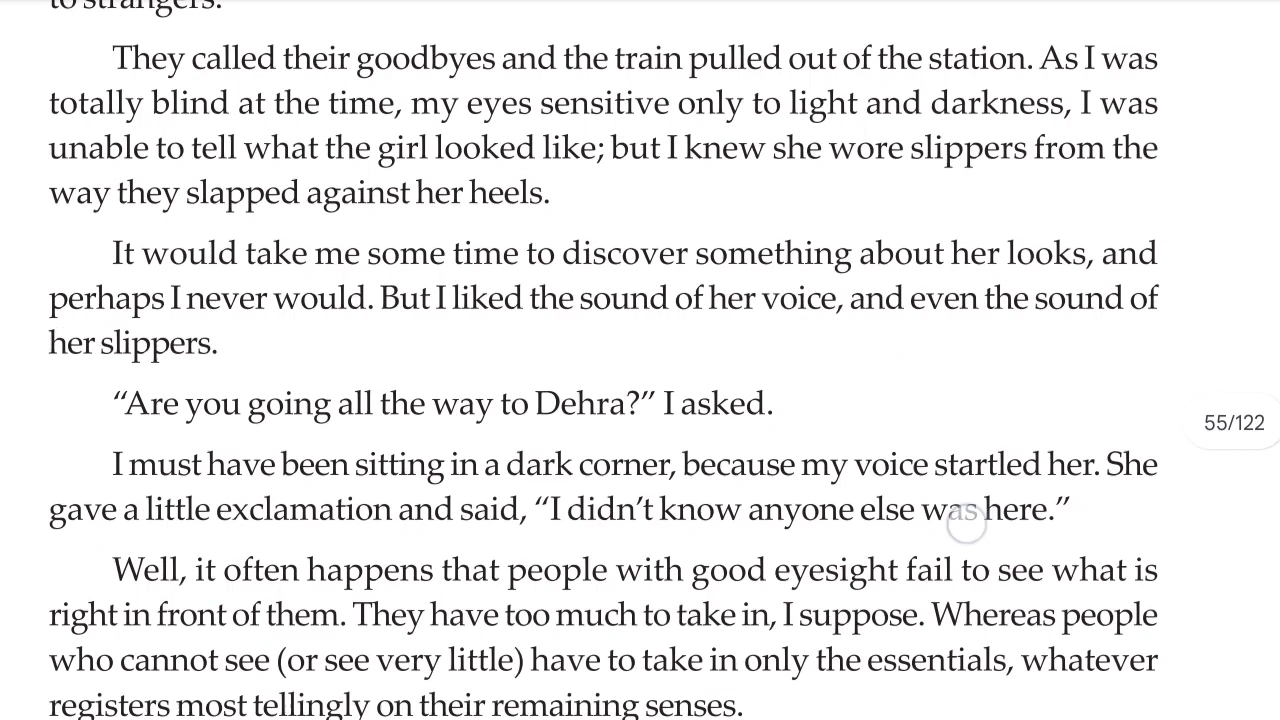 to strangers.
They called their goodbyes and the train pulled out of the station. As I was
totally blind at the time, my eyes sensitive only to light and darkness, I was
unable to tell what the girl looked like; but I knew she wore slippers from the
way they slapped against her heels.
It would take me some time to discover something about her looks, and
perhaps I never would. But I liked the sound of her voice, and even the sound of
her slippers.
“Are you going all the way to Dehra?” I asked.
55/122
I must have been sitting in a dark corner, because my voice startled her. She
gave a little exclamation and said, “I didn’t know anyone else was here.”
Well, it often happens that people with good eyesight fail to see what is
right in front of them. They have too much to take in, I suppose. Whereas people
who cannot see (or see very little) have to take in only the essentials, whatever
registers most tellingly on their remaining senses.